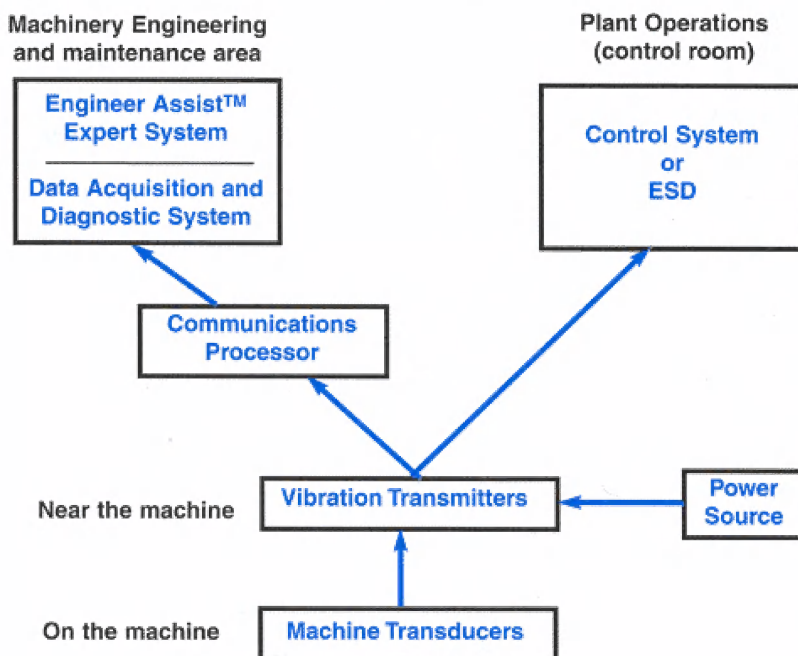 Machinery Engineering
and maintenance area
Engineer Assist™
Expert System
Data Acquisition and
Diagnostic System
Plant Operations
(control room)
Control System
or
ESD
Communications
Processor
Near the machine
Vibration Transmitters
Power
Source
On the machine
Machine Transducers